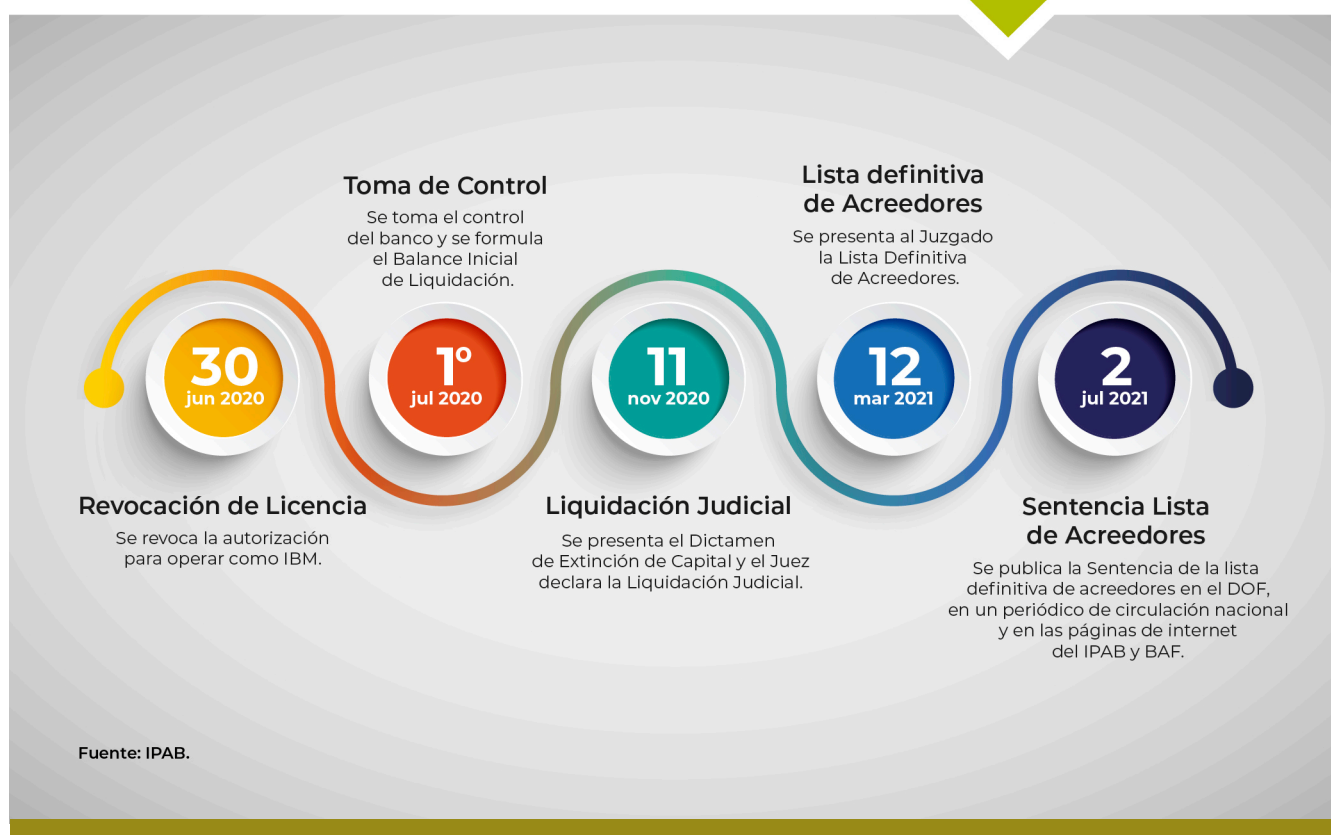 30
jun 2020
Revocación de Licencia
Se revoca la autorización
para operar como IBM.
Toma de Control
Se toma el control
del banco y se formula
el Balance Inicial
de Liquidación.
1°
jul 2020
11
nov 2020
Liquidación Judicial
Se presenta el Dictamen
de Extinción de Capital y el Juez
declara la Liquidación Judicial.
Lista definitiva
de Acreedores
Se presenta al Juzgado
la Lista Definitiva
de Acreedores.
12
mar 2021
2
jul 2021
Sentencia Lista
de Acreedores
Se publica la Sentencia de la lista
definitiva de acreedores en el DOF,
en un periódico de circulación nacional
y en las páginas de internet
del IPAB y BAF.
Fuente: IPAB.